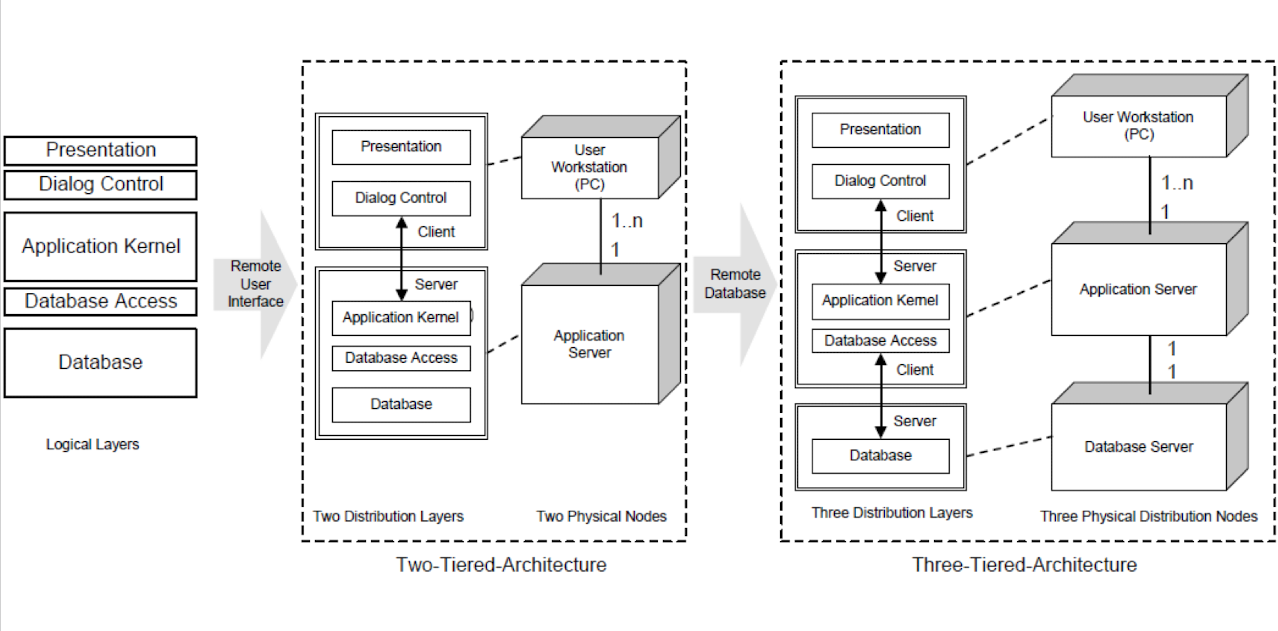 Presentation
Dialog Control
Application Kernel
Database Access
Database
Logical Layers
Remote
User
Interface
Presentation
Dialog Control
Client
Server
Application Kernel
Database Access
Database
User
Workstation
(PC)
1..n
1
Application
Server
Two Distribution Layers
Two Physical Nodes
Two-Tiered-Architecture
Remote
Database
Presentation
Dialog Control
Client
Server
Application Kernel
Database Access
Client
Server
Database
User Workstation
(PC)
1..n
1
Application Server
1
1
Database Server
Three Distribution Layers
Three Physical Distribution Nodes
Three-Tiered-Architecture